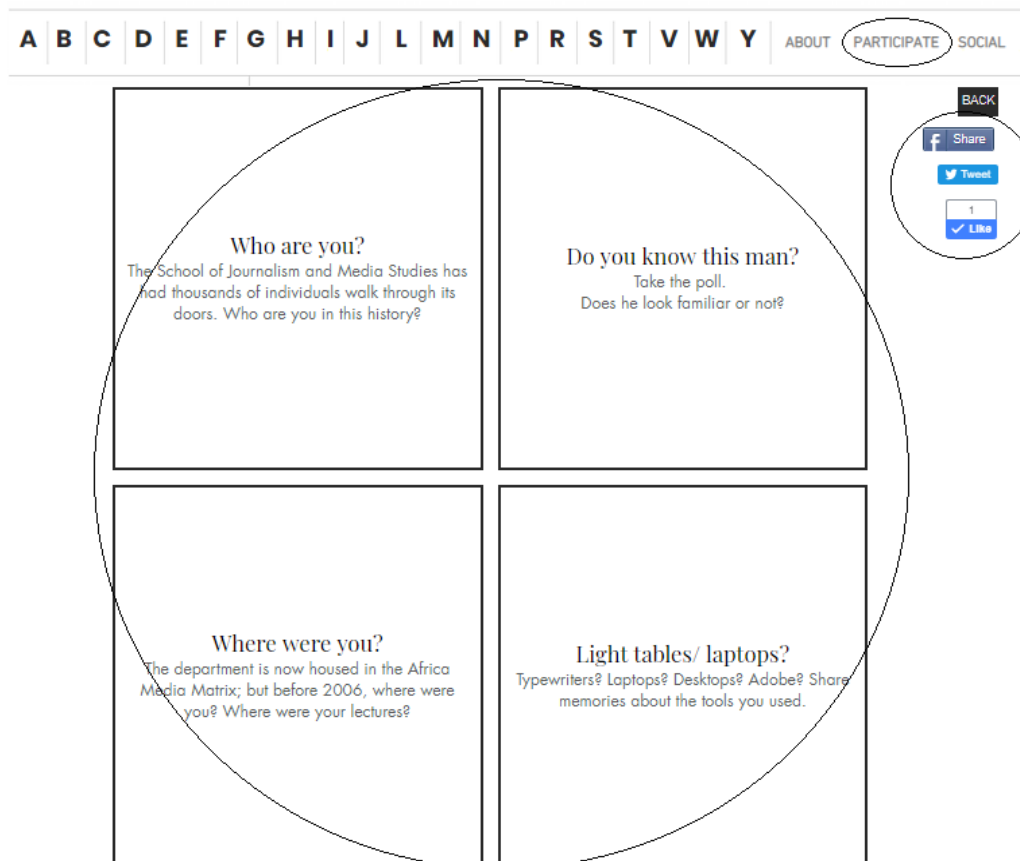 A B C D E F G H I J L M N P R S T V W Y ABOUT PARTICIPATE SOCIAL
BACK
Share
Tweet
1
Like
Who are you?
The School of Journalism and Media Studies has
had thousands of individuals walk through its
doors. Who are you in this history?
Do you know this man?
Take the poll.
Does he look familiar or not?
Where were you?
The department is now housed in the Africa
Media Matrix; but before 2006, where were
you? Where were your lectures?
Light tables/ laptops?
Typewriters? Laptops? Desktops? Adobe? Share
memories about the tools you used.